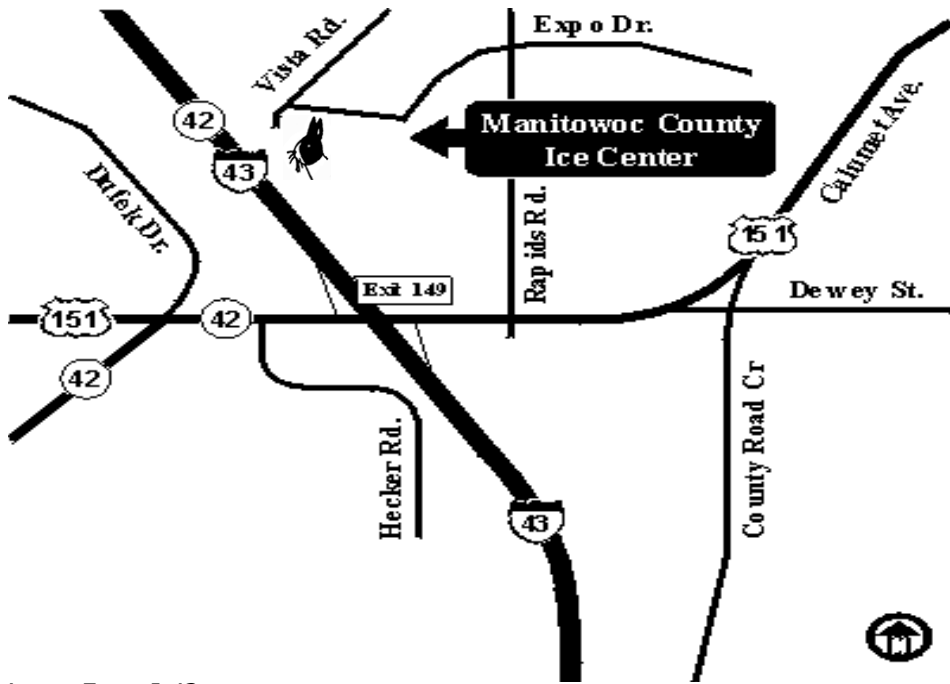 Expo Dr.
Vista Rd.
42
Manitowoc County
Ice Center
43
Calumet Ave.
Dufek Dr.
151
Rapids Rd.
Exit 149
Dewey St.
151
42
42
County Road Cr
Hecker Rd.
43